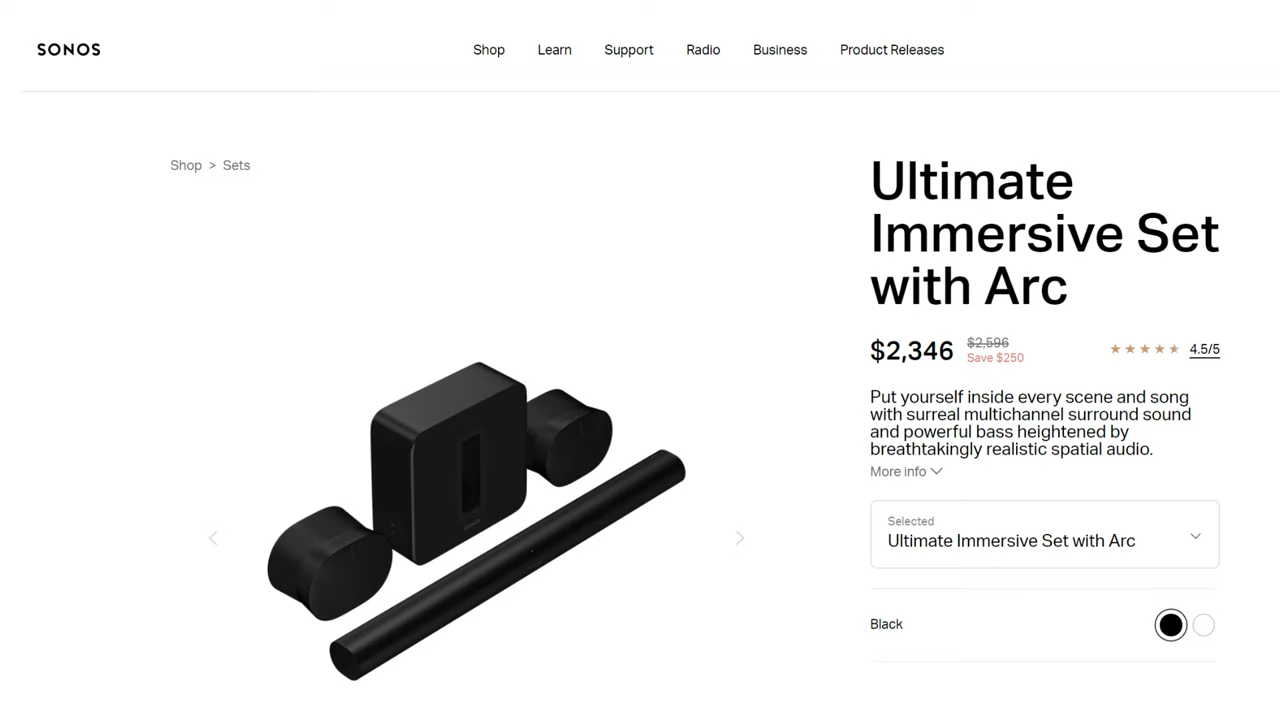 SONOS
Shop Learn Support Radio Business Product Releases
Shop > Sets
Ultimate
Immersive Set
with Arc
$2,346 $2,596
Save $250
4.5/5
Put yourself inside every scene and song
with surreal multichannel surround sound
and powerful bass heightened by
breathtakingly realistic spatial audio.
More info
Selected
Ultimate Immersive Set with Arc
Black
SONOS